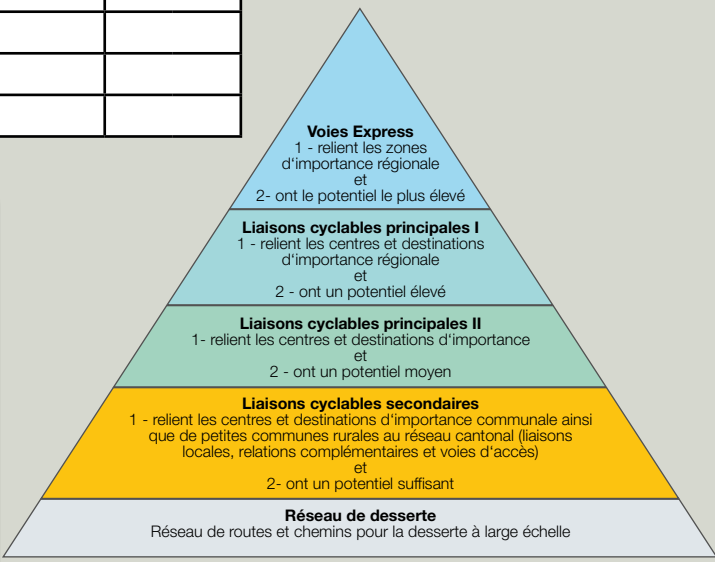 Voies Express
1 - relient les zones
d'importance régionale
et
2- ont le potentiel le plus élevé
Liaisons cyclables principales I
1 - relient les centres et destinations
d'importance régionale
et
2 - ont un potentiel élevé
Liaisons cyclables principales II
1- relient les centres et destinations d'importance
et
2 - ont un potentiel moyen
Liaisons cyclables secondaires
1 - relient les centres et destinations d'importance communale ainsi
que de petites communes rurales au réseau cantonal (liaisons
locales, relations complémentaires et voies d'accès)
et
2- ont un potentiel suffisant
Réseau de desserte
Réseau de routes et chemins pour la desserte à large échelle